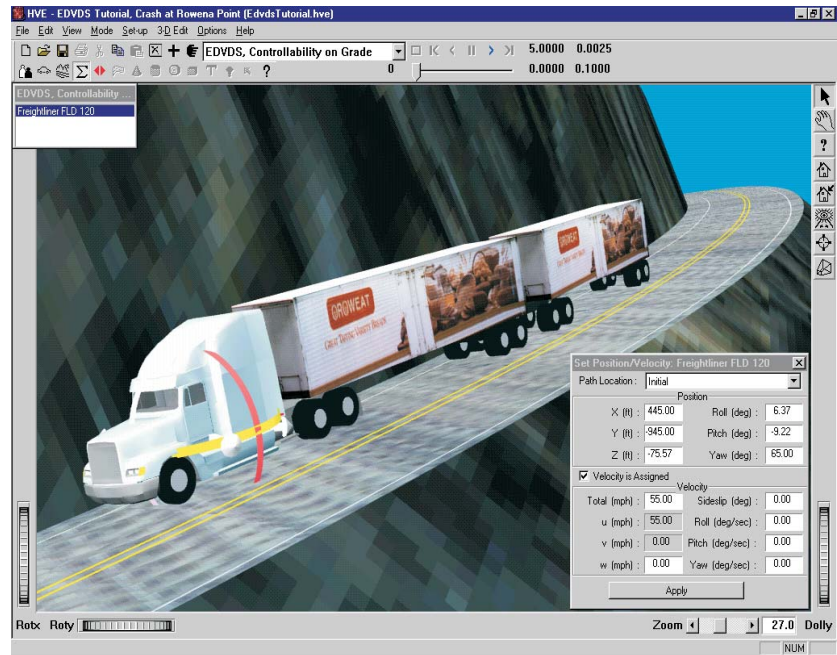 HVE - EDVDS Tutorial, Crash at Rowena Point (EdvdsTutorial.hve)
File Edit View Mode Set-up 3-D Edit Options Help
EDVDS, Controllability on Grade
5.0000 0.0025
?
0
0.0000 0.1000
EDVDS, Controllability ...
Freightliner FLD 120
?
GROWEAT
GREAT TASTING VARIETY BREADS
GROWEAT
Set Position/Velocity: Freightliner FLD 120
Path Location : Initial
Position
X (ft) : 445.00 Roll (deg) : 6.37
Y (ft) : -945.00 Pitch (deg) : -9.22
Z (ft) : -75.57 Yaw (deg) : 65.00
Velocity is Assigned
Velocity
Total (mph) : 55.00 Sideslip (deg) : 0.00
u (mph) : 55.00 Roll (deg/sec) : 0.00
v (mph) : 0.00 Pitch (deg/sec) : 0.00
w (mph) : 0.00 Yaw (deg/sec) : 0.00
Apply
Rotx Roty Zoom 27.0 Dolly
NUM